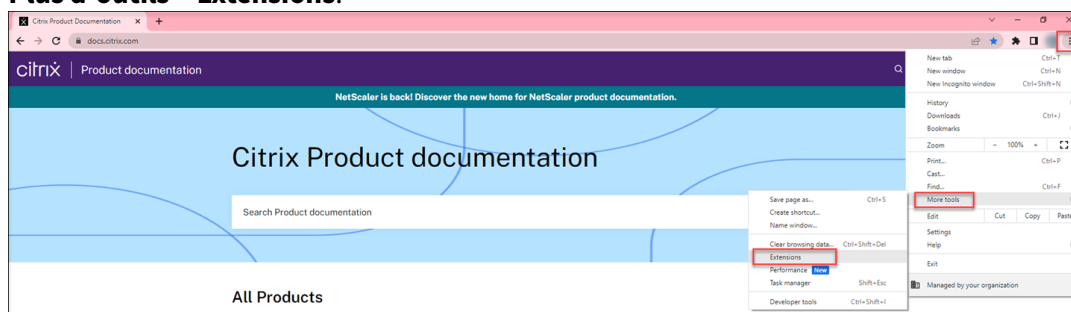 Plus d'outils > Extensions.
Citrix Product Documentation
docs.citrix.com
citrix | Product documentation
NetScaler is back! Discover the new home for NetScaler product documentation.
Citrix Product documentation
Search Product documentation
All Products
New tab Ctrl+T
New window Ctrl+N
New Incognito window Ctrl+Shift+N
History
Downloads Ctrl+J
Bookmarks
Zoom - 100% +
Print... Ctrl+P
Cast...
Find... Ctrl+F
More tools
Edit Cut Copy Paste
Settings
Help
Exit
Managed by your organization
Save page as... Ctrl+S
Create shortcut...
Name window...
Clear browsing data... Ctrl+Shift+Del
Extensions
Performance New
Task manager Shift+Esc
Developer tools Ctrl+Shift+I